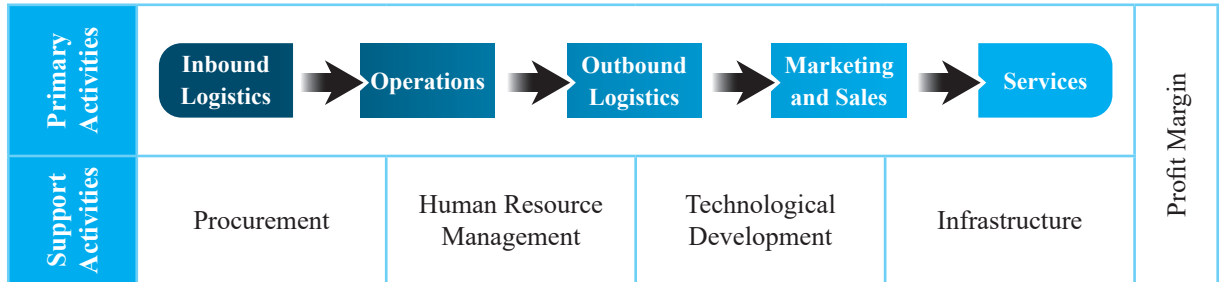 Primary
Activities
Inbound
Logistics
Operations
Outbound
Logistics
Marketing
and Sales
Services
Support
Activities
Procurement
Human Resource
Management
Technological
Development
Infrastructure
Profit Margin